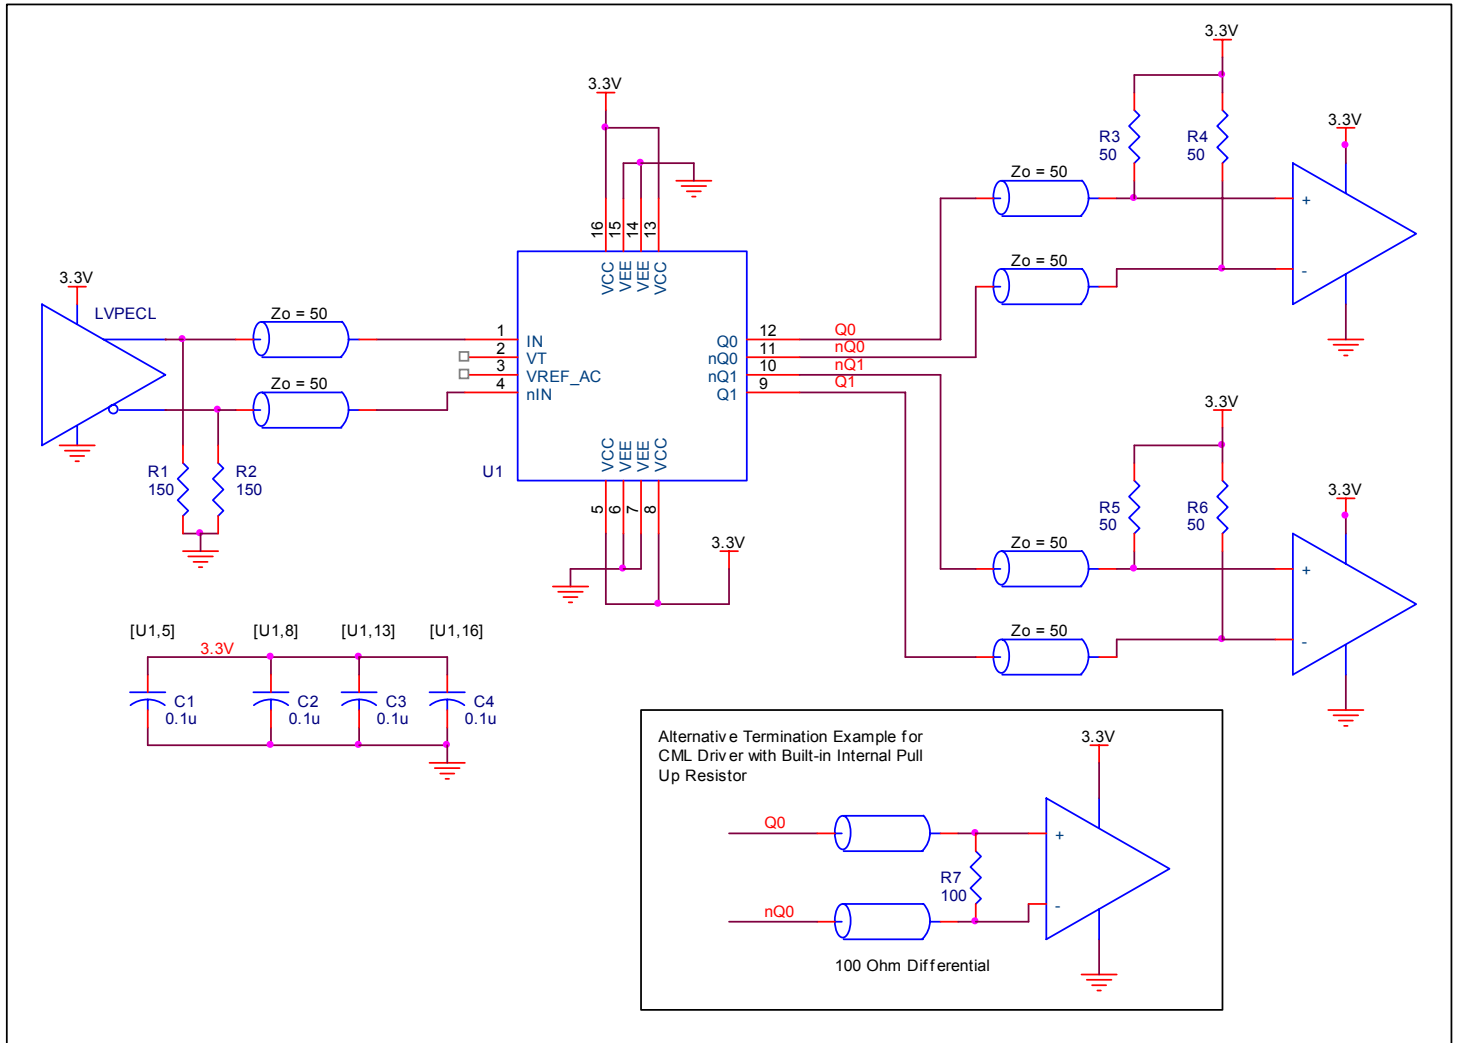 3.3V
R3
50
R4
50
3.3V
+
-
3.3V
16
15
14
13
VCC
VEE
VEE
VCC
3.3V
LVPECL
Zo = 50
Zo = 50
R1
150
R2
150
1
2
3
4
IN
VT
VREF_AC
nIN
Q0
nQ0
nQ1
Q1
12
11
10
9
Q0
nQ0
nQ1
Q1
VCC
VEE
VEE
VCC
U1
5
6
7
8
3.3V
Zo = 50
Zo = 50
3.3V
R5
50
R6
50
3.3V
+
-
Zo = 50
Zo = 50
[U1,5]
[U1,8]
[U1,13]
[U1,16]
3.3V
C1
0.1u
C2
0.1u
C3
0.1u
C4
0.1u
Alternative Termination Example for
CML Driver with Built-in Internal Pull
Up Resistor
3.3V
Q0
nQ0
R7
100
+
-
100 Ohm Differential